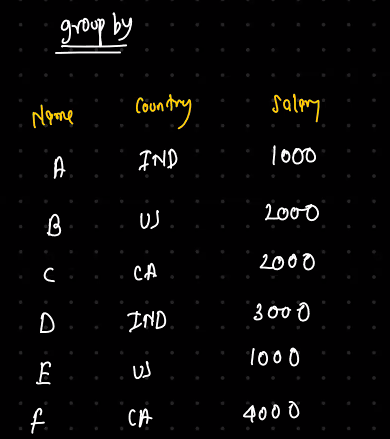 group by
Name Country Salary
A IND 1000
B US 2000
C CA 2000
D IND 3000
E US 1000
F CA 4000